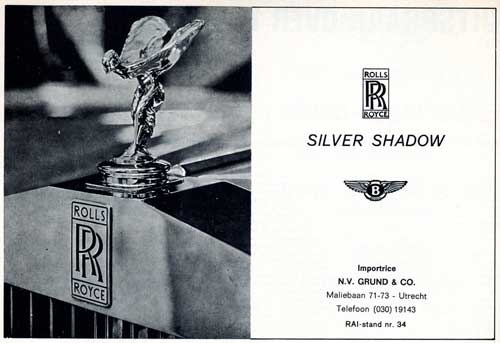 ROLLS
RR
ROYCE
ROLLS
RR
ROYCE
SILVER SHADOW
B
Importrice
N.V. GRUND & CO.
Maliebaan 71-73 - Utrecht
Telefoon (030) 19143
RAI-stand nr. 34